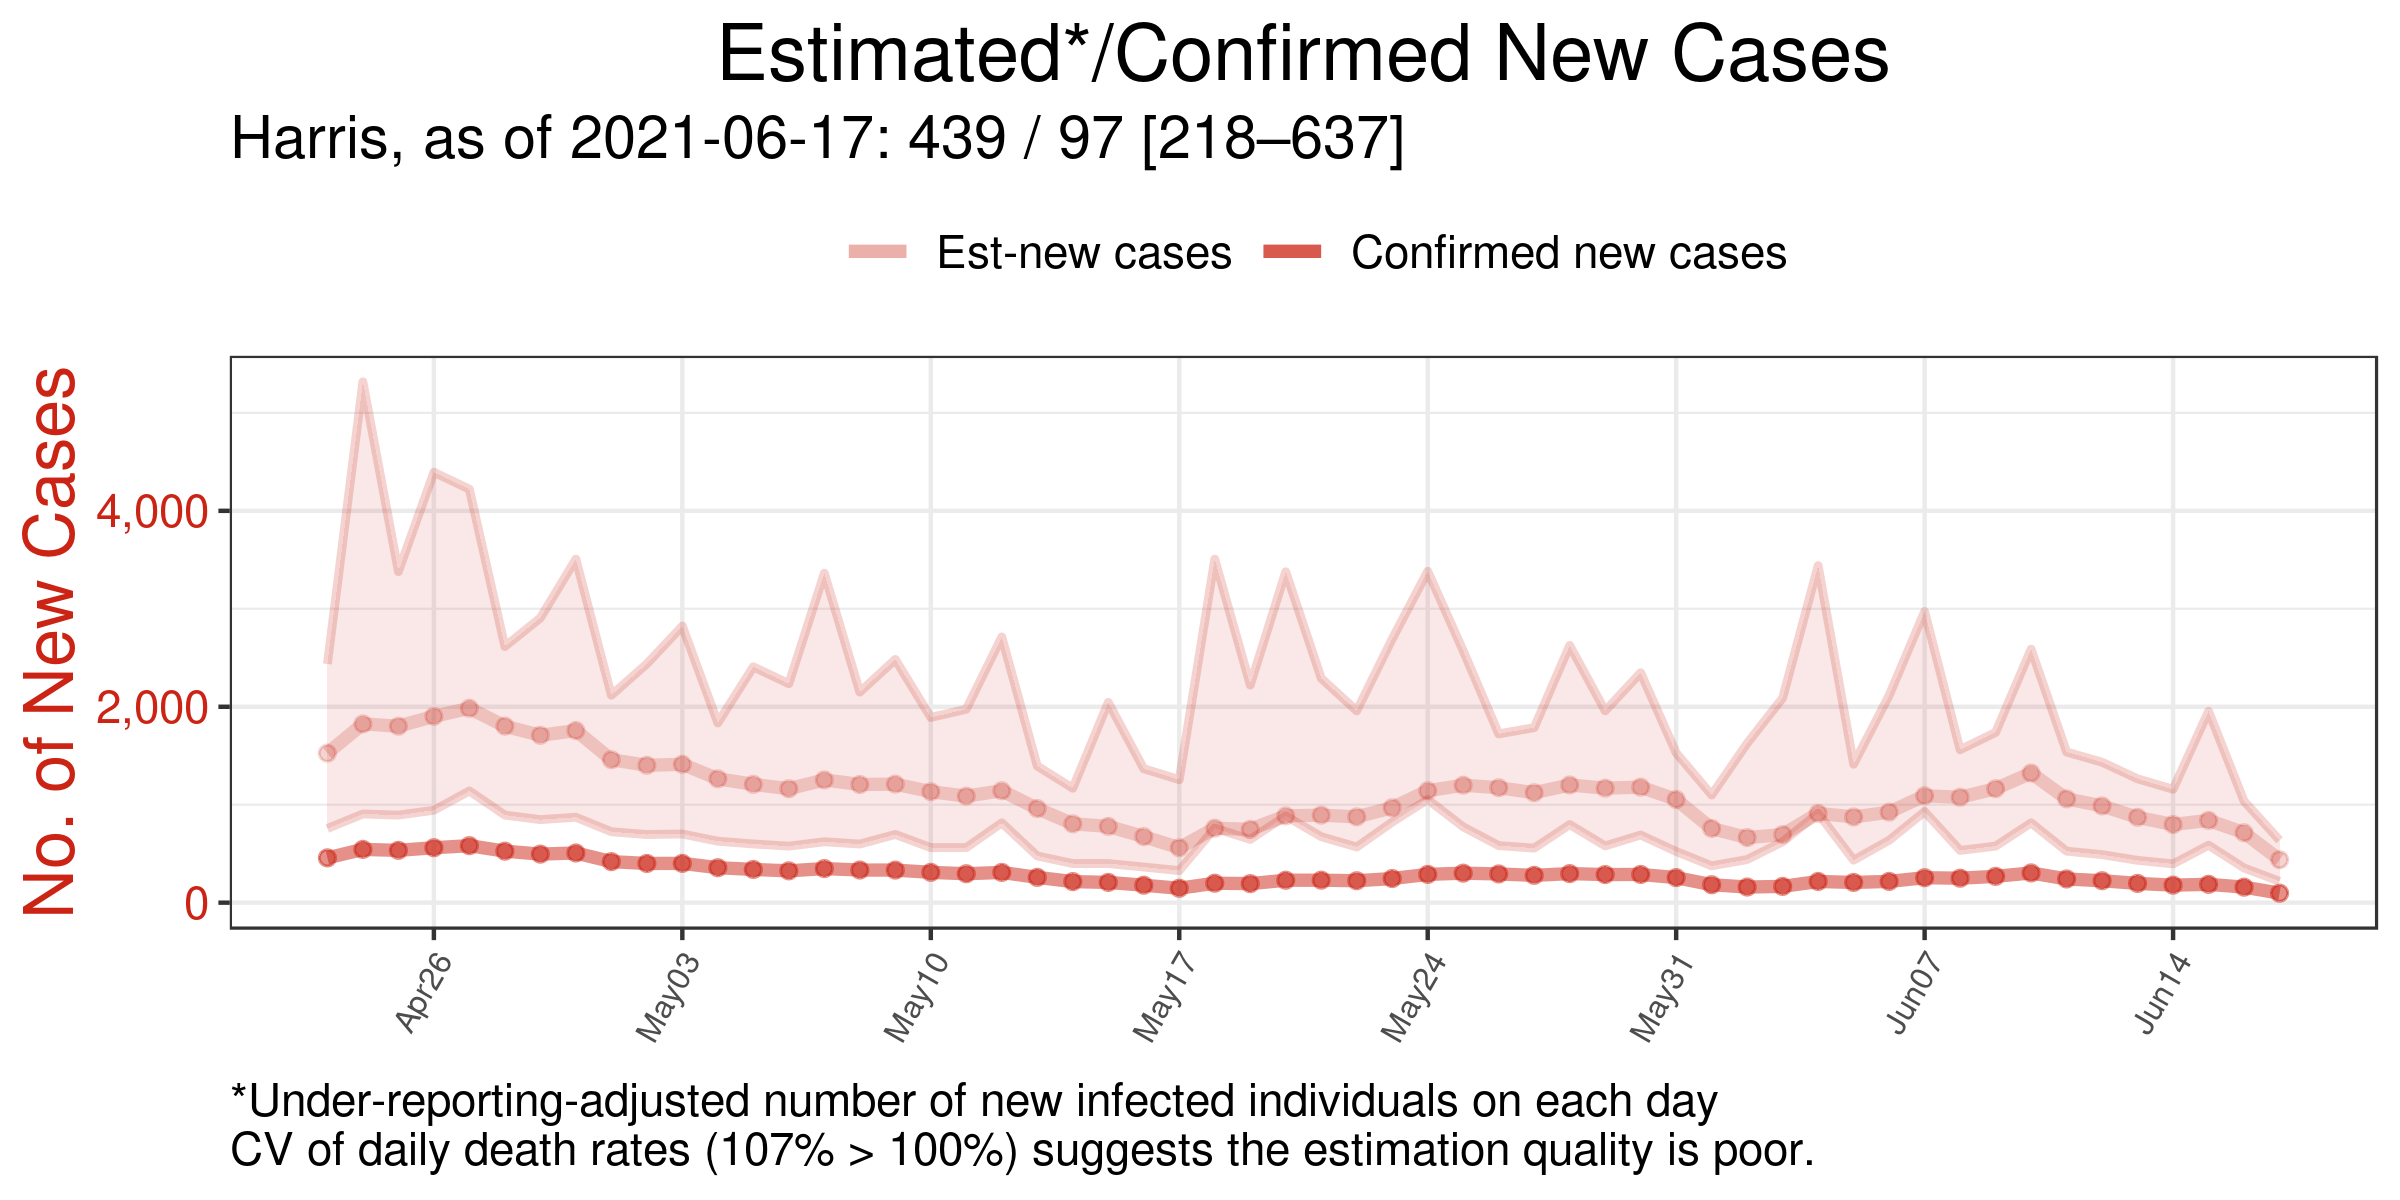 Estimated*/Confirmed New Cases
Harris, as of 2021-06-17: 439 / 97 [218–637]
Est-new cases Confirmed new cases
No. of New Cases
4,000
2,000
0
Apr26 May03 May10 May17 May24 May31 Jun07 Jun14
*Under-reporting-adjusted number of new infected individuals on each day
CV of daily death rates (107% > 100%) suggests the estimation quality is poor.